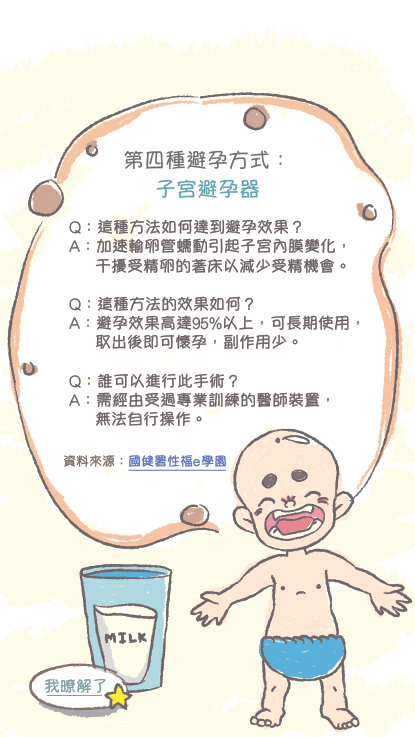 第四種避孕方式：
子宮避孕器
Q：這種方法如何達到避孕效果？
A：加速輸卵管蠕動引起子宮內膜變化，
干擾受精卵的著床以減少受精機會。
Q：這種方法的效果如何？
A：避孕效果高達95%以上，可長期使用，
取出後即可懷孕，副作用少。
Q：誰可以進行此手術？
A：需經由受過專業訓練的醫師裝置，
無法自行操作。
資料來源：國健署性福e學園
MILK
我瞭解了